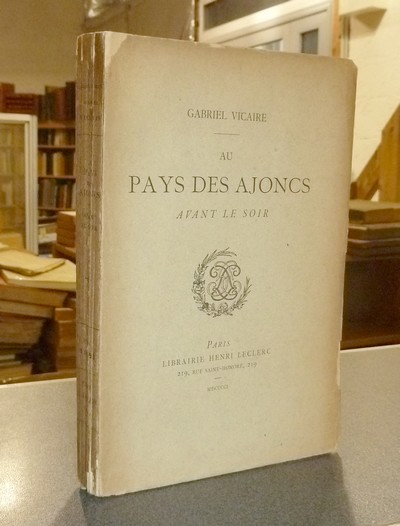 GABRIEL VICAIRE
AU
PAYS DES AJONCS
AVANT LE SOIR
PARIS
LIBRAIRIE HENRI LECLERC
219, RUE SAINT-HONORÉ, 219